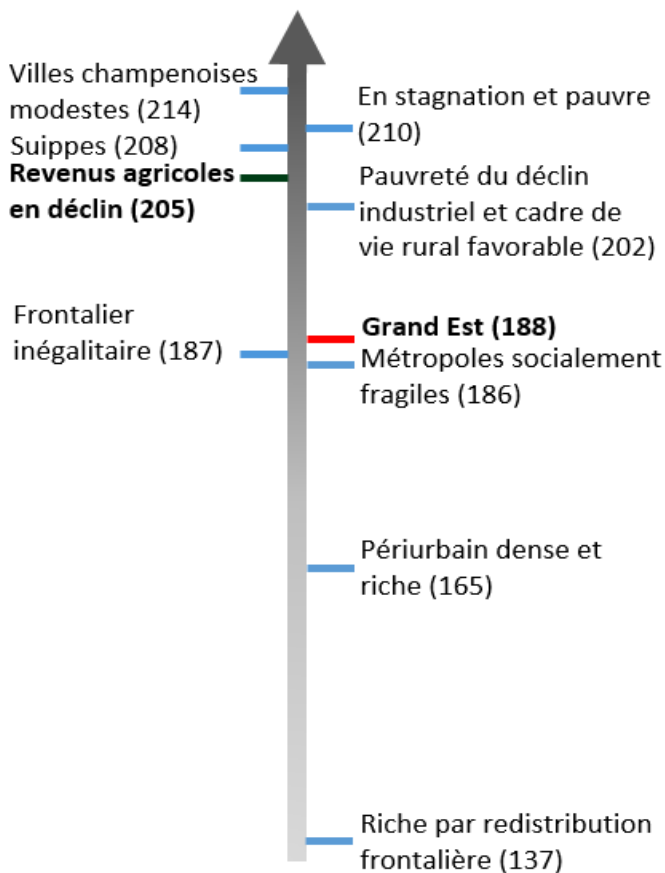 Villes champenoises
modestes (214)
En stagnation et pauvre
(210)
Suippes (208)
Revenus agricoles
en déclin (205)
Pauvreté du déclin
industriel et cadre de
vie rural favorable (202)
Grand Est (188)
Frontalier
inégalitaire (187)
Métropoles socialement
fragiles (186)
Périurbain dense et
riche (165)
Riche par redistribution
frontalière (137)